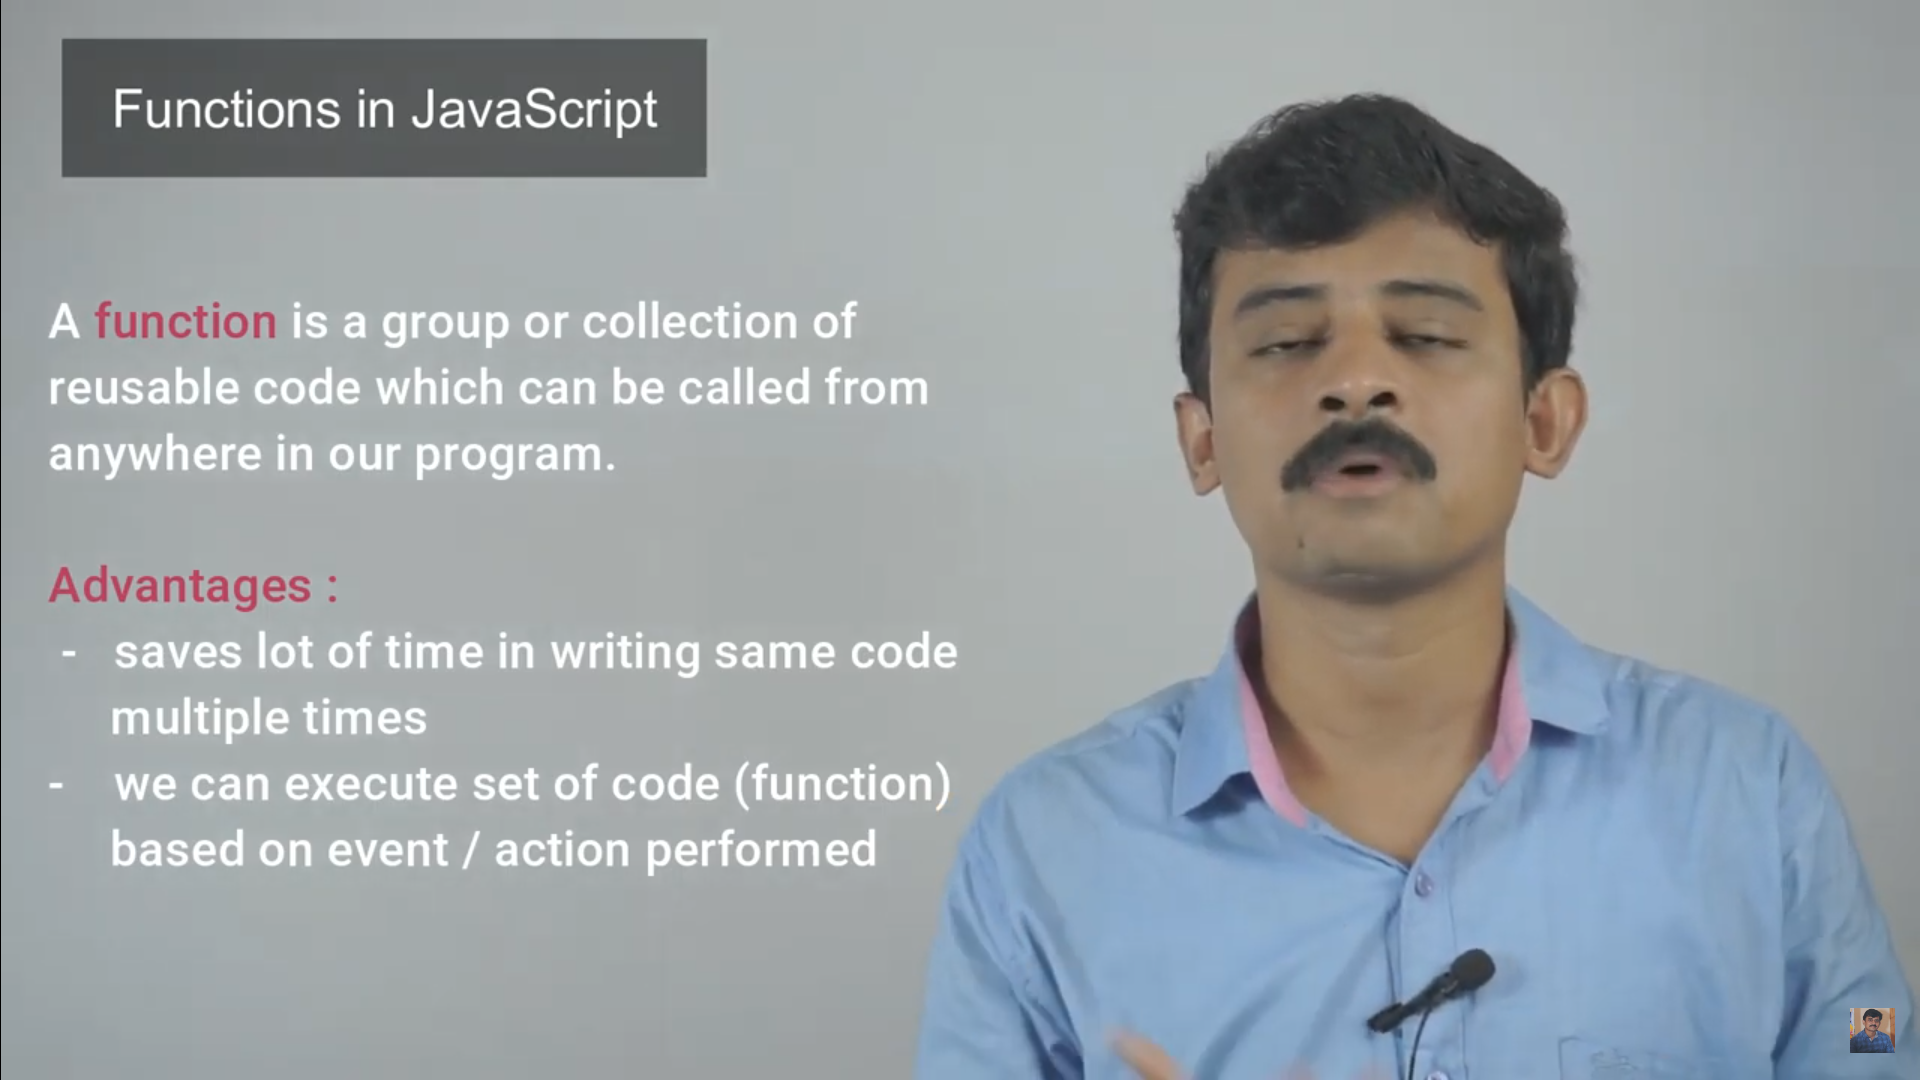 Functions in JavaScript
A function is a group or collection of
reusable code which can be called from
anywhere in our program.
Advantages :
- saves lot of time in writing same code
multiple times
- we can execute set of code (function)
based on event / action performed